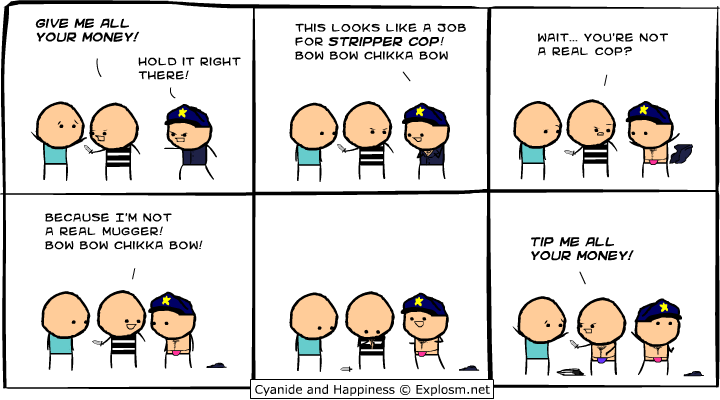 GIVE ME ALL
YOUR MONEY!
HOLD IT RIGHT
THERE!
THIS LOOKS LIKE A JOB
FOR STRIPPER COP!
BOW BOW CHIKKA BOW
WAIT... YOU'RE NOT
A REAL COP?
BECAUSE I'M NOT
A REAL MUGGER!
BOW BOW CHIKKA BOW!
TIP ME ALL
YOUR MONEY!
Cyanide and Happiness © Explosm.net